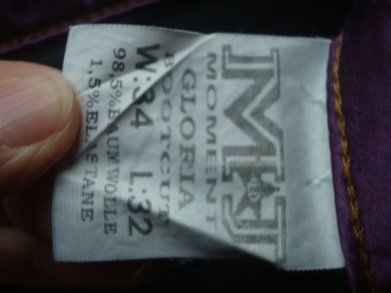 MOMENT
GLORIA
BOOTCUT
W:34 L:32
98,5%BAUMWOLLE
1,5%ELASTANE